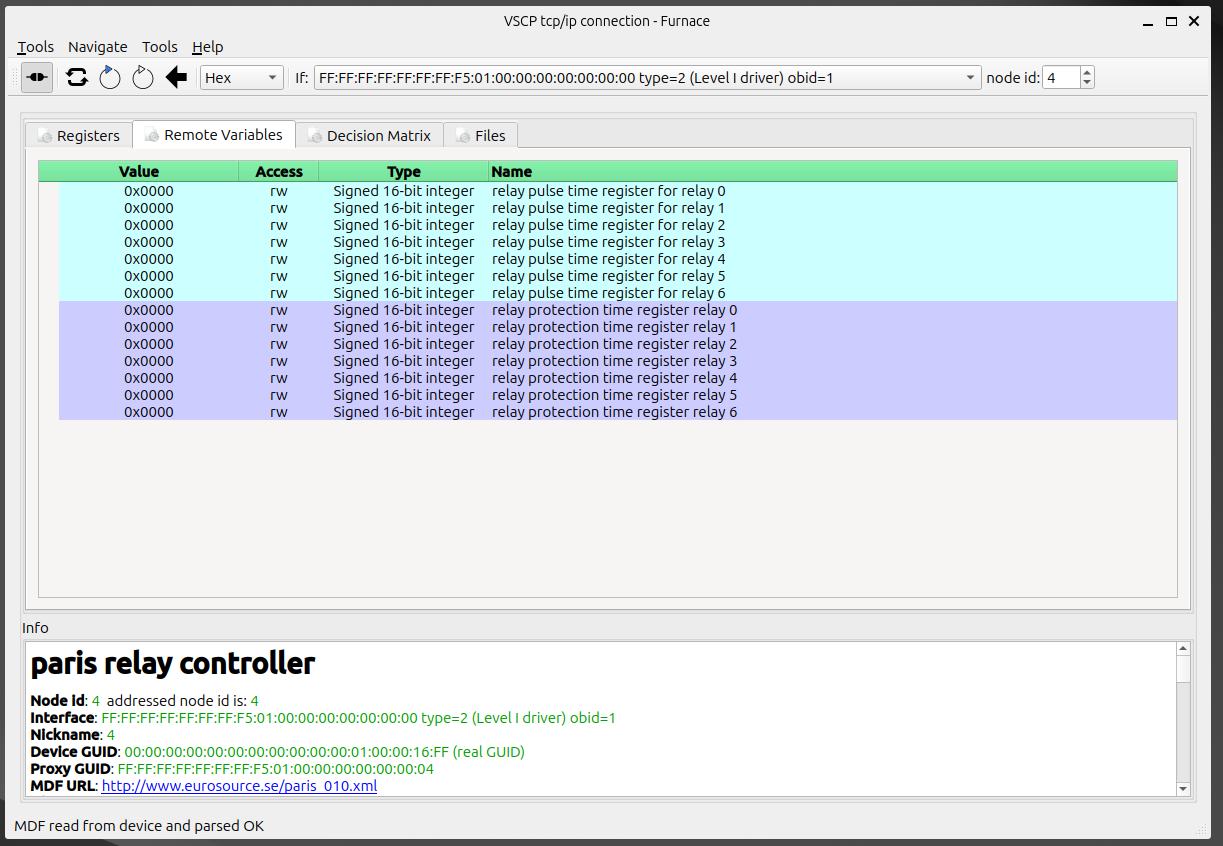 VSCP tcp/ip connection - Furnace
Tools Navigate Tools Help
Hex If: FF:FF:FF:FF:FF:FF:FF:F5:01:00:00:00:00:00:00:00 type=2 (Level I driver) obid=1 node id: 4
Registers Remote Variables Decision Matrix Files
Value Access Type Name
0x0000 rw Signed 16-bit integer relay pulse time register for relay 0
0x0000 rw Signed 16-bit integer relay pulse time register for relay 1
0x0000 rw Signed 16-bit integer relay pulse time register for relay 2
0x0000 rw Signed 16-bit integer relay pulse time register for relay 3
0x0000 rw Signed 16-bit integer relay pulse time register for relay 4
0x0000 rw Signed 16-bit integer relay pulse time register for relay 5
0x0000 rw Signed 16-bit integer relay pulse time register for relay 6
0x0000 rw Signed 16-bit integer relay protection time register relay 0
0x0000 rw Signed 16-bit integer relay protection time register relay 1
0x0000 rw Signed 16-bit integer relay protection time register relay 2
0x0000 rw Signed 16-bit integer relay protection time register relay 3
0x0000 rw Signed 16-bit integer relay protection time register relay 4
0x0000 rw Signed 16-bit integer relay protection time register relay 5
0x0000 rw Signed 16-bit integer relay protection time register relay 6
Info
paris relay controller
Node id: 4 addressed node id is: 4
Interface: FF:FF:FF:FF:FF:FF:FF:F5:01:00:00:00:00:00:00:00 type=2 (Level I driver) obid=1
Nickname: 4
Device GUID: 00:00:00:00:00:00:00:00:00:00:00:01:00:00:16:FF (real GUID)
Proxy GUID: FF:FF:FF:FF:FF:FF:FF:F5:01:00:00:00:00:00:00:04
MDF URL: http://www.eurosource.se/paris_010.xml
MDF read from device and parsed OK